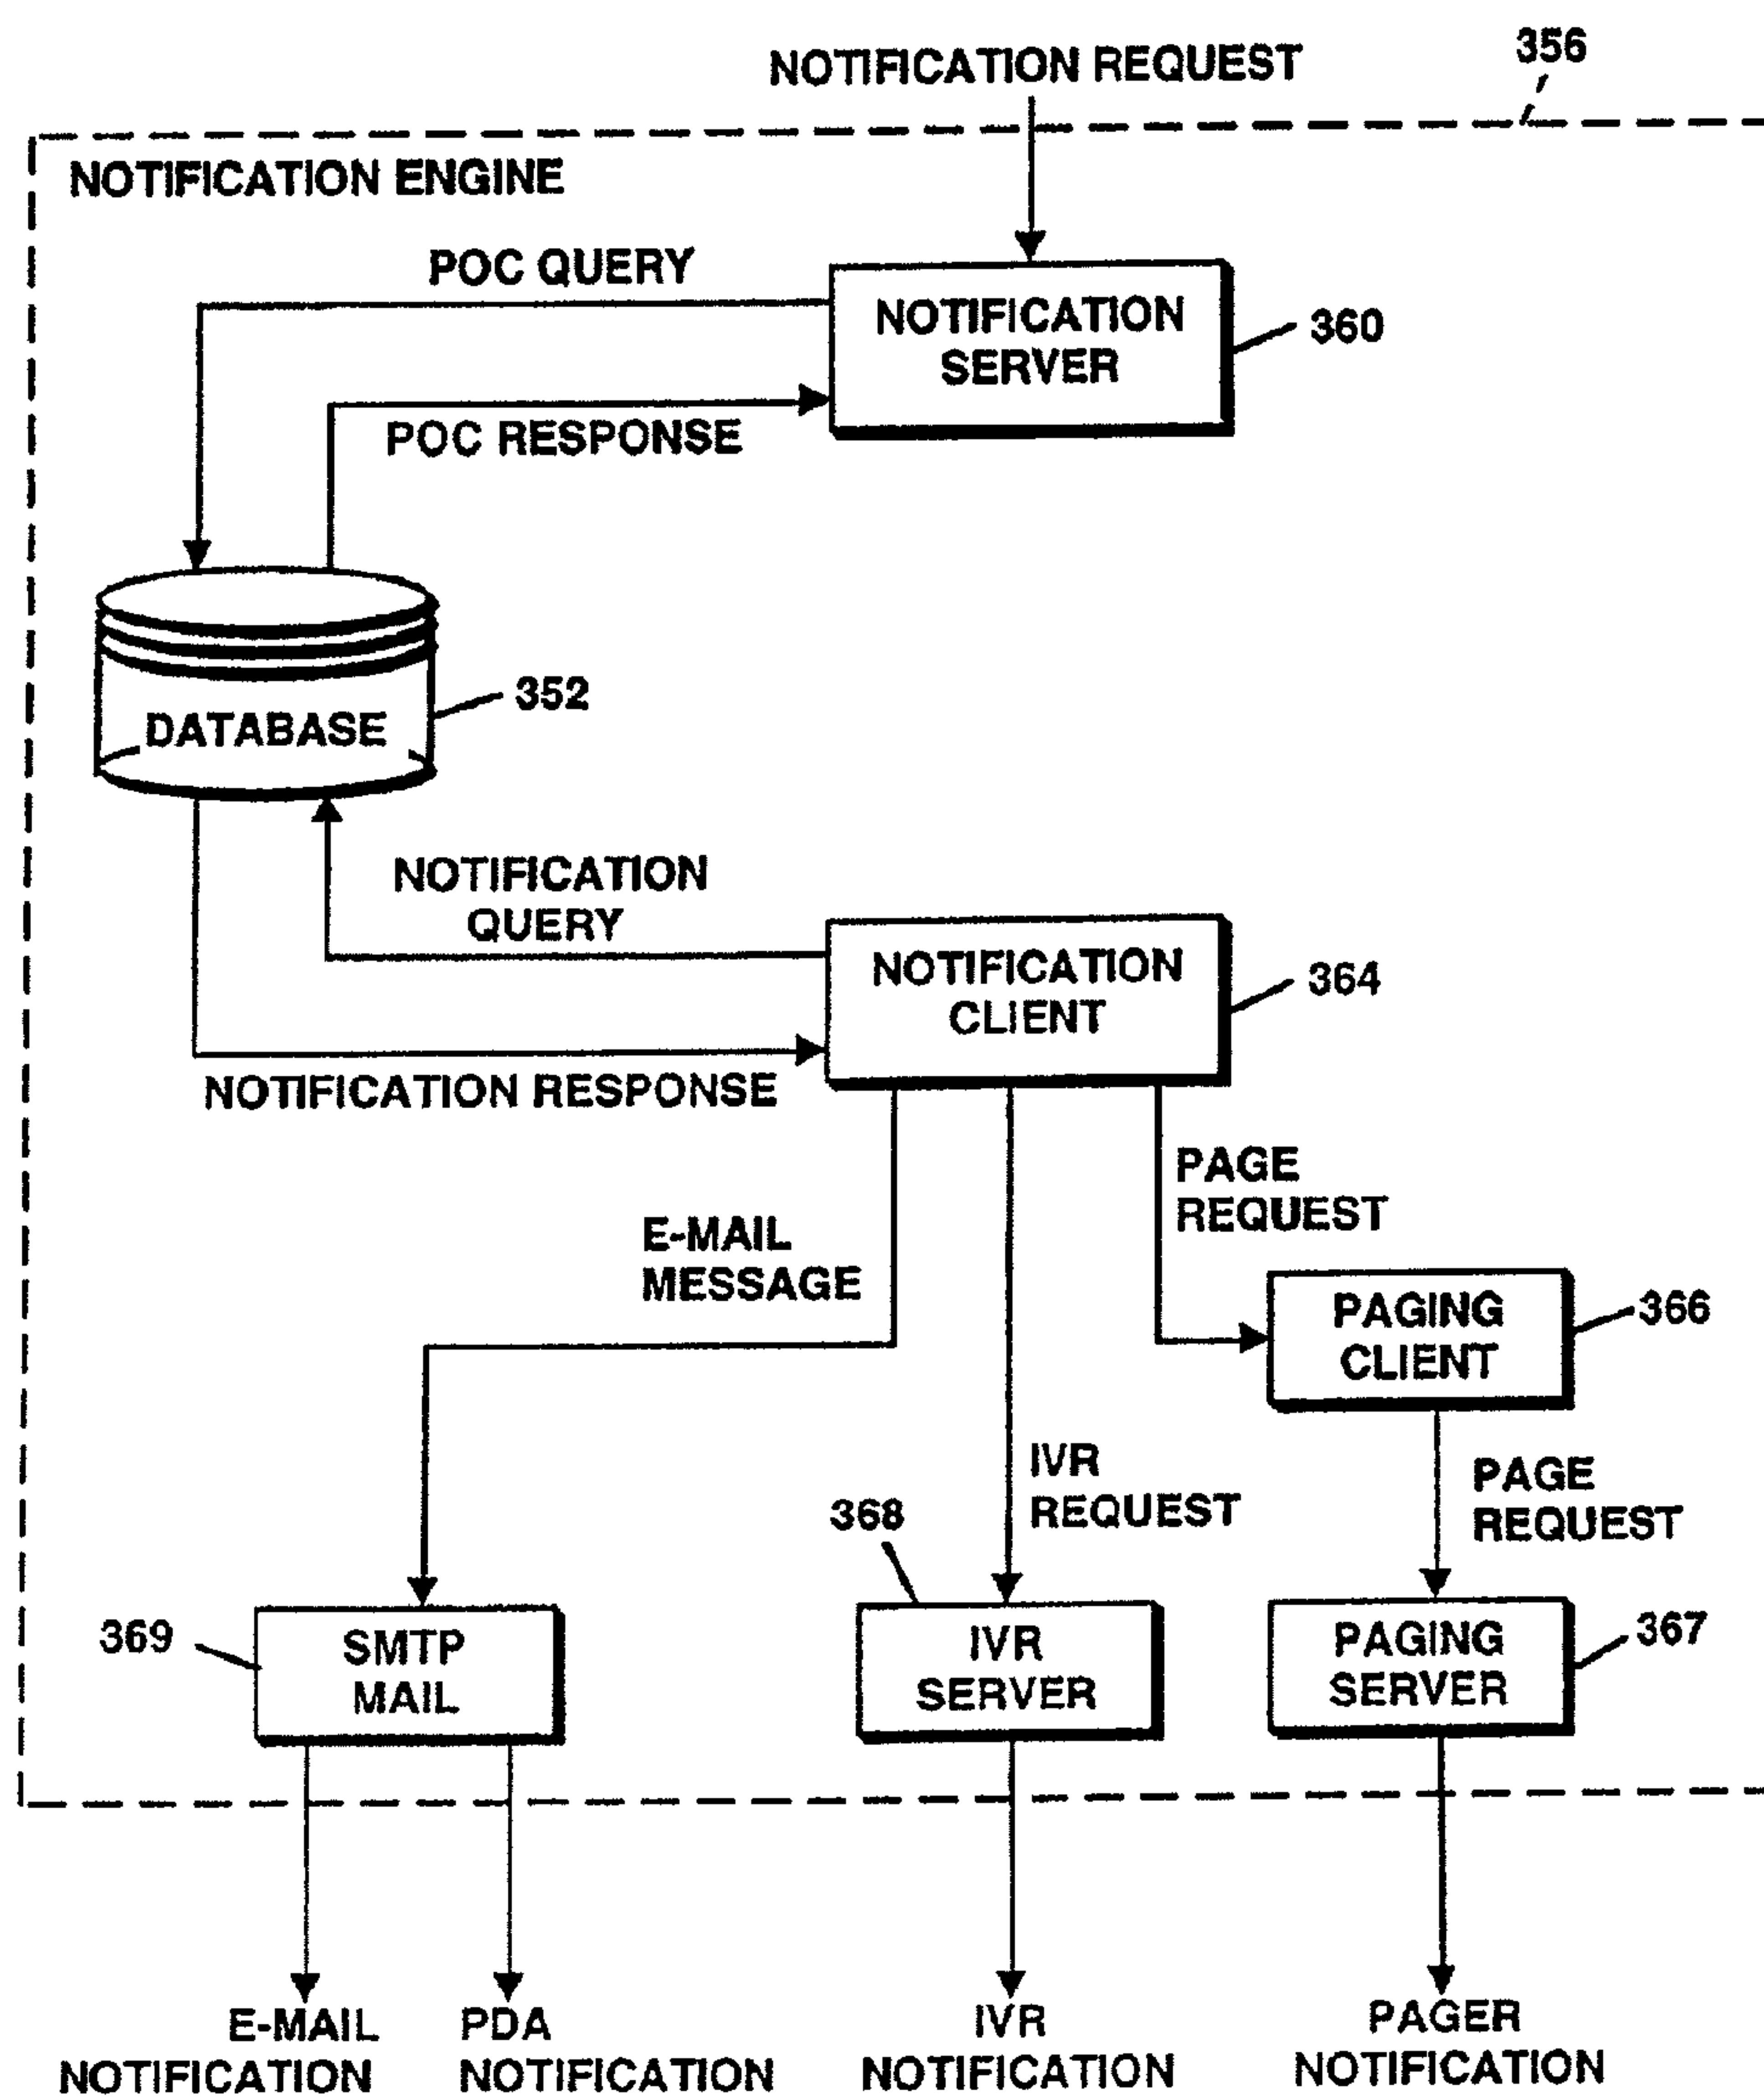 NOTIFICATION REQUEST
356
NOTIFICATION ENGINE
POC QUERY
NOTIFICATION
SERVER
360
POC RESPONSE
352
DATABASE
NOTIFICATION
QUERY
NOTIFICATION
CLIENT
364
NOTIFICATION RESPONSE
PAGE
REQUEST
E-MAIL
MESSAGE
PAGING
CLIENT
366
IVR
REQUEST
PAGE
REQUEST
368
369
SMTP
MAIL
IVR
SERVER
PAGING
SERVER
367
E-MAIL
NOTIFICATION
PDA
NOTIFICATION
IVR
NOTIFICATION
PAGER
NOTIFICATION